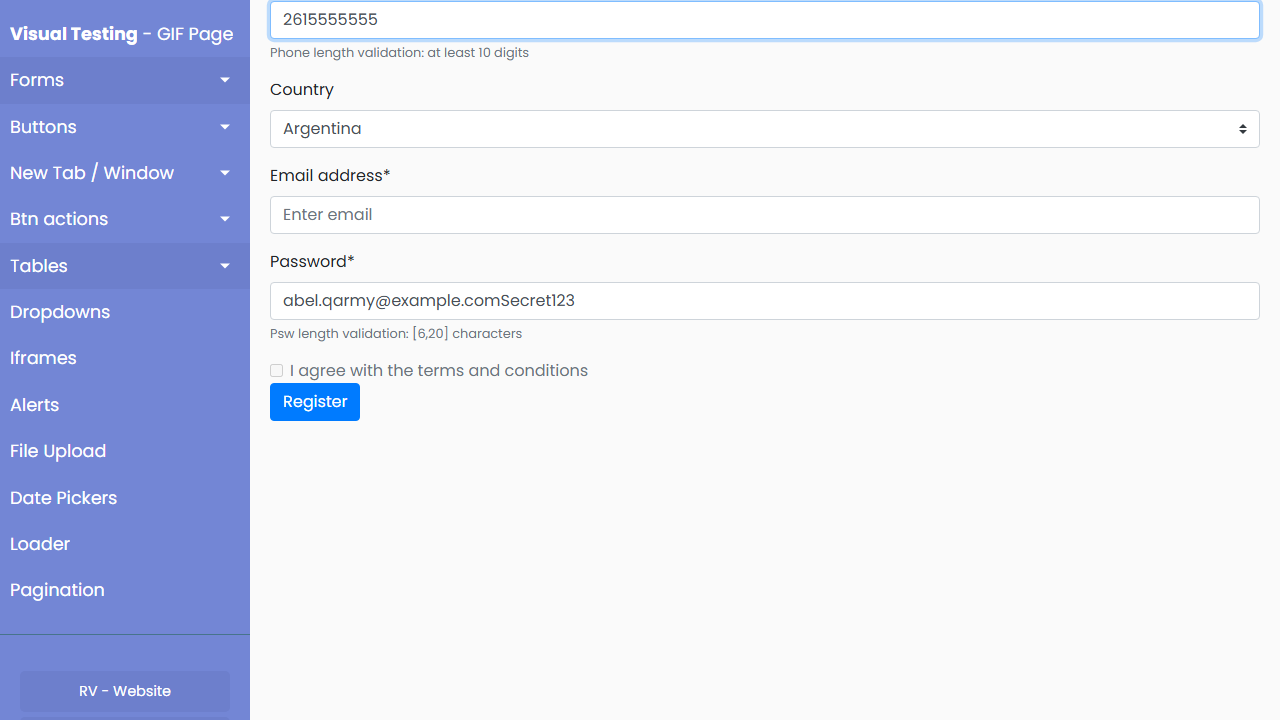 Visual Testing - GIF Page
Forms
Buttons
New Tab / Window
Btn actions
Tables
Dropdowns
Iframes
Alerts
File Upload
Date Pickers
Loader
Pagination
RV - Website
2615555555
Phone length validation: at least 10 digits
Country
Argentina
Email address*
Enter email
Password*
abel.qarmy@example.comSecret123
Psw length validation: [6,20] characters
I agree with the terms and conditions
Register